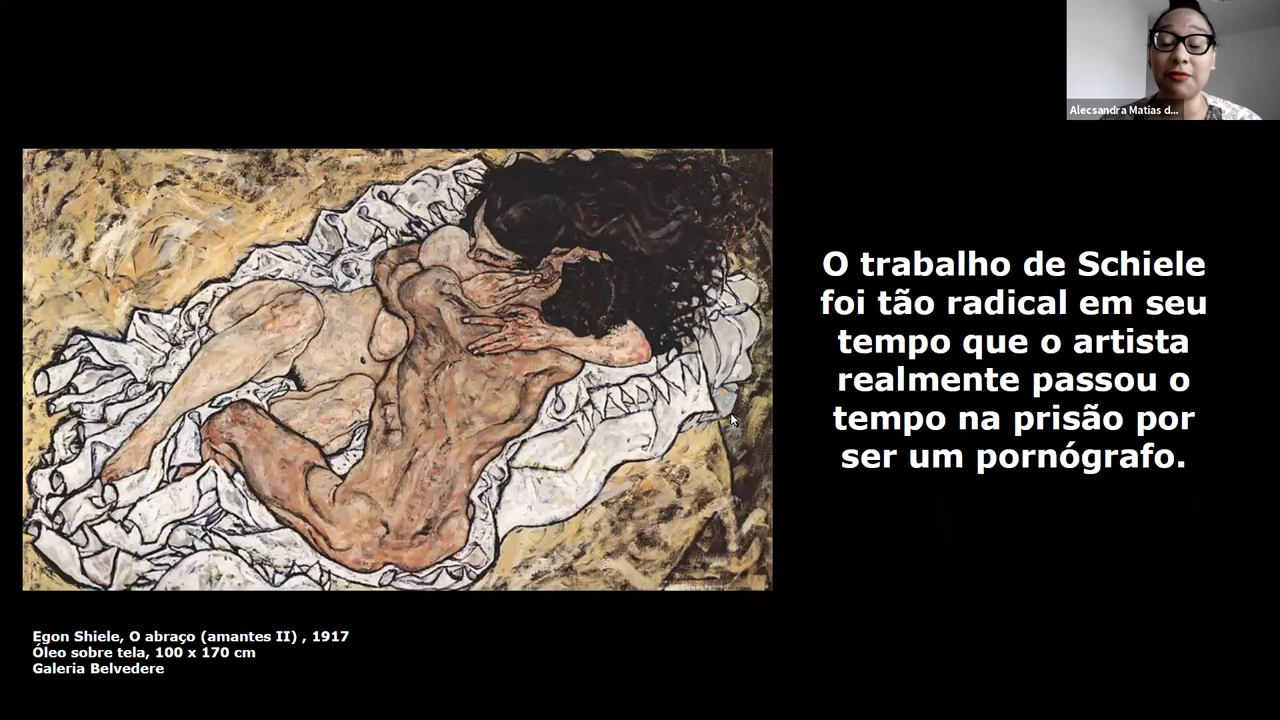 Alecsandra Matias d...
O trabalho de Schiele
foi tão radical em seu
tempo que o artista
realmente passou o
tempo na prisão por
ser um pornógrafo.
Egon Shiele, O abraço (amantes II) , 1917
Óleo sobre tela, 100 x 170 cm
Galeria Belvedere